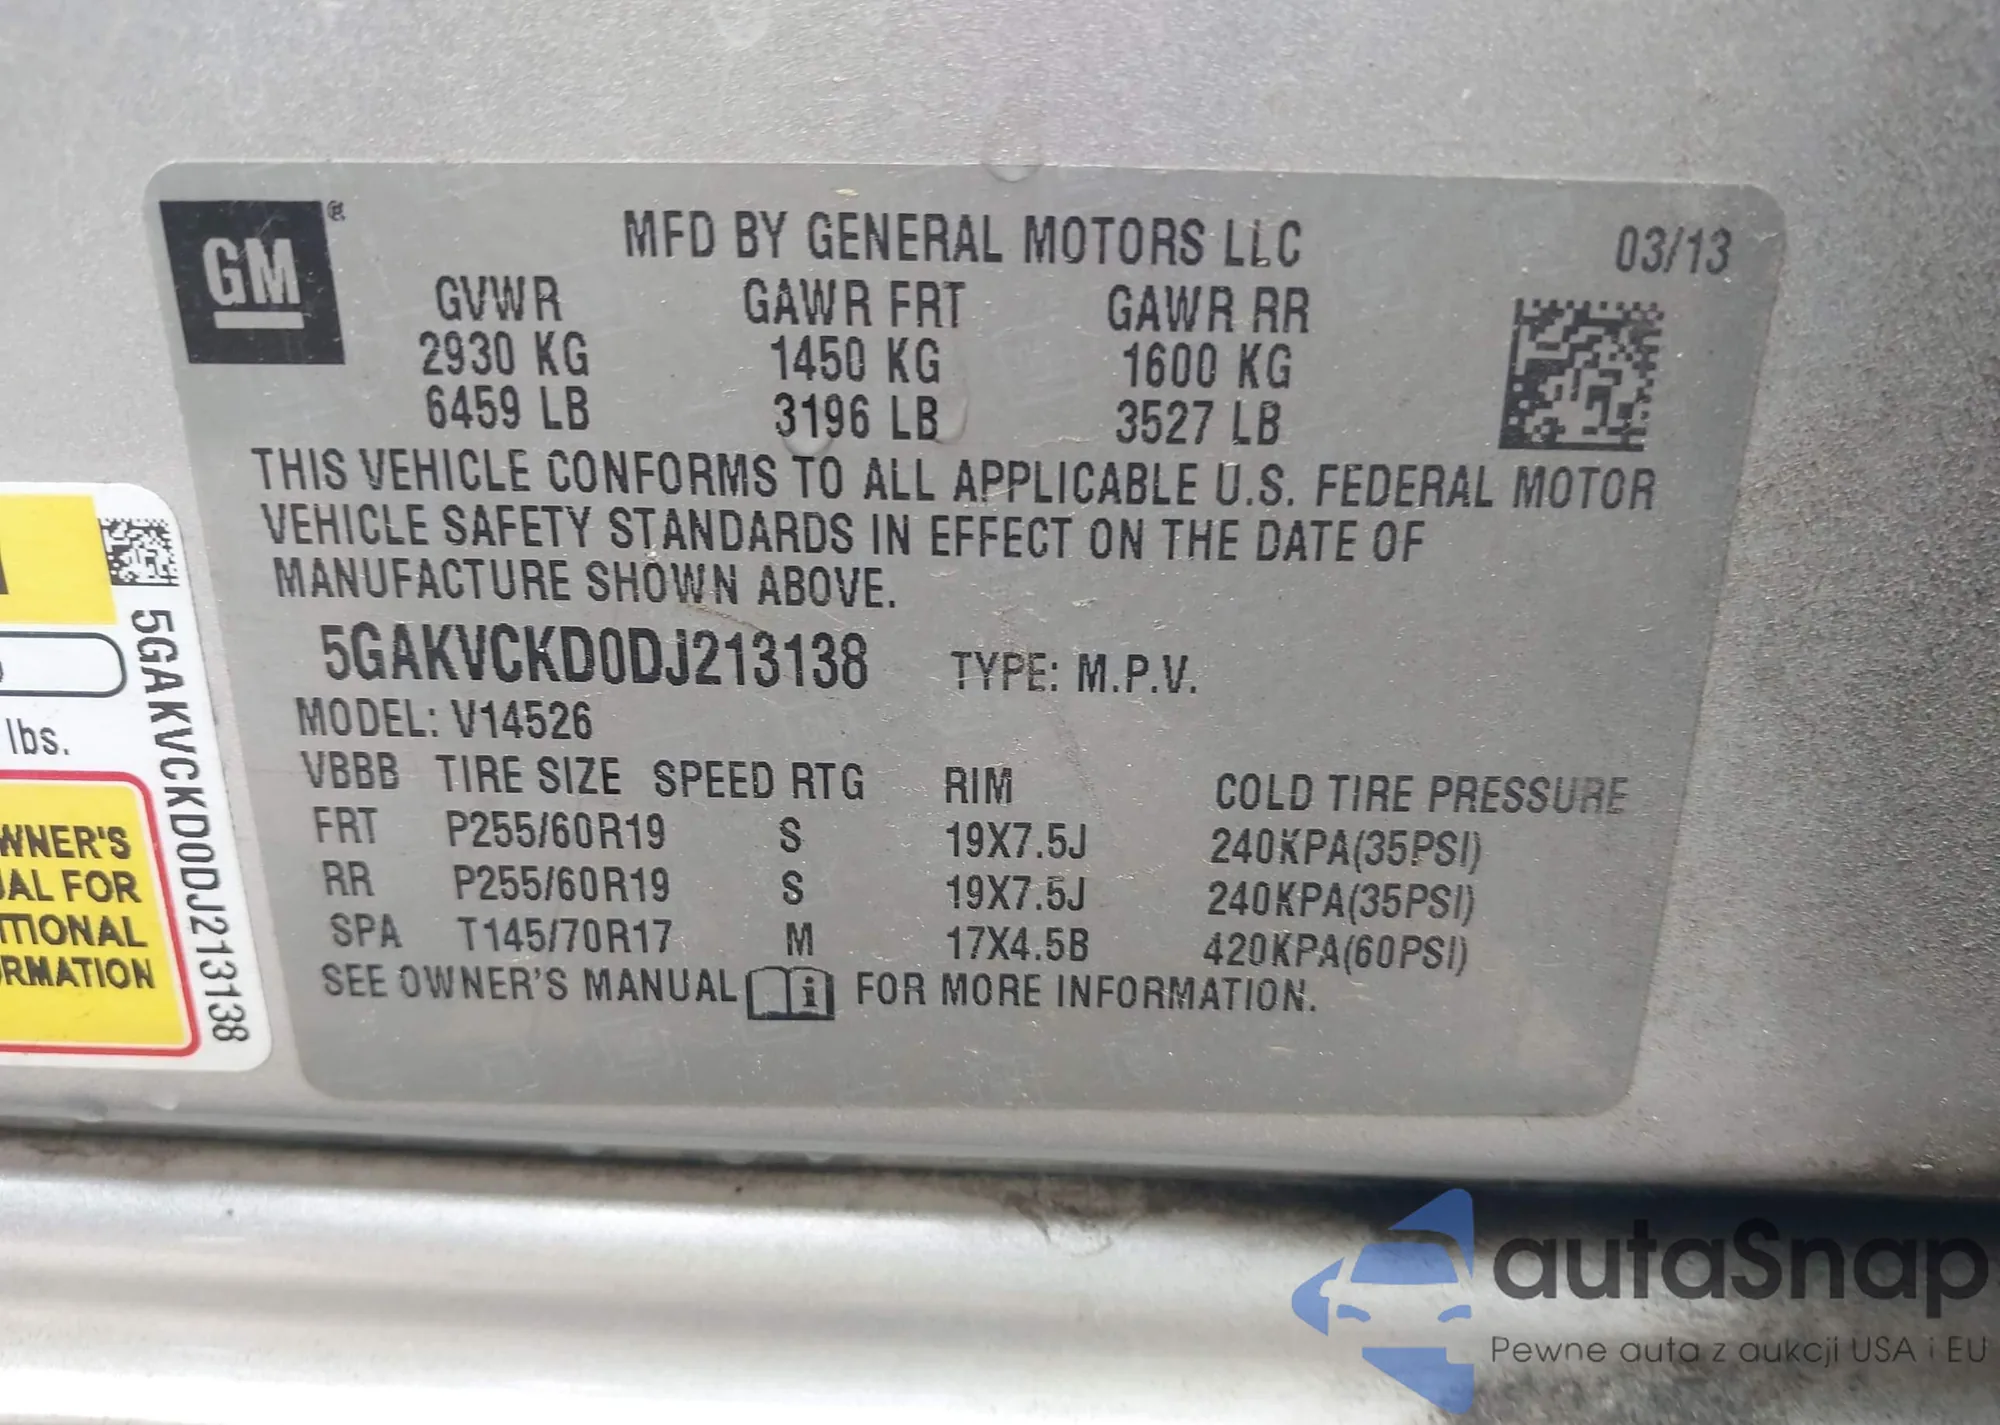 GM®
MFD BY GENERAL MOTORS LLC 03/13
GVWR GAWR FRT GAWR RR
2930 KG 1450 KG 1600 KG
6459 LB 3196 LB 3527 LB
THIS VEHICLE CONFORMS TO ALL APPLICABLE U.S. FEDERAL MOTOR
VEHICLE SAFETY STANDARDS IN EFFECT ON THE DATE OF
MANUFACTURE SHOWN ABOVE.
5GAKVCKD0DJ213138 TYPE: M.P.V.
MODEL: V14526
VBBB TIRE SIZE SPEED RTG RIM COLD TIRE PRESSURE
FRT P255/60R19 S 19X7.5J 240KPA(35PSI)
RR P255/60R19 S 19X7.5J 240KPA(35PSI)
SPA T145/70R17 M 17X4.5B 420KPA(60PSI)
SEE OWNER'S MANUAL i FOR MORE INFORMATION.
5GAKVCKD0DJ213138
lbs.
WNER'S
FOR
autaSnap
Pewne auta z aukcji USA i EU